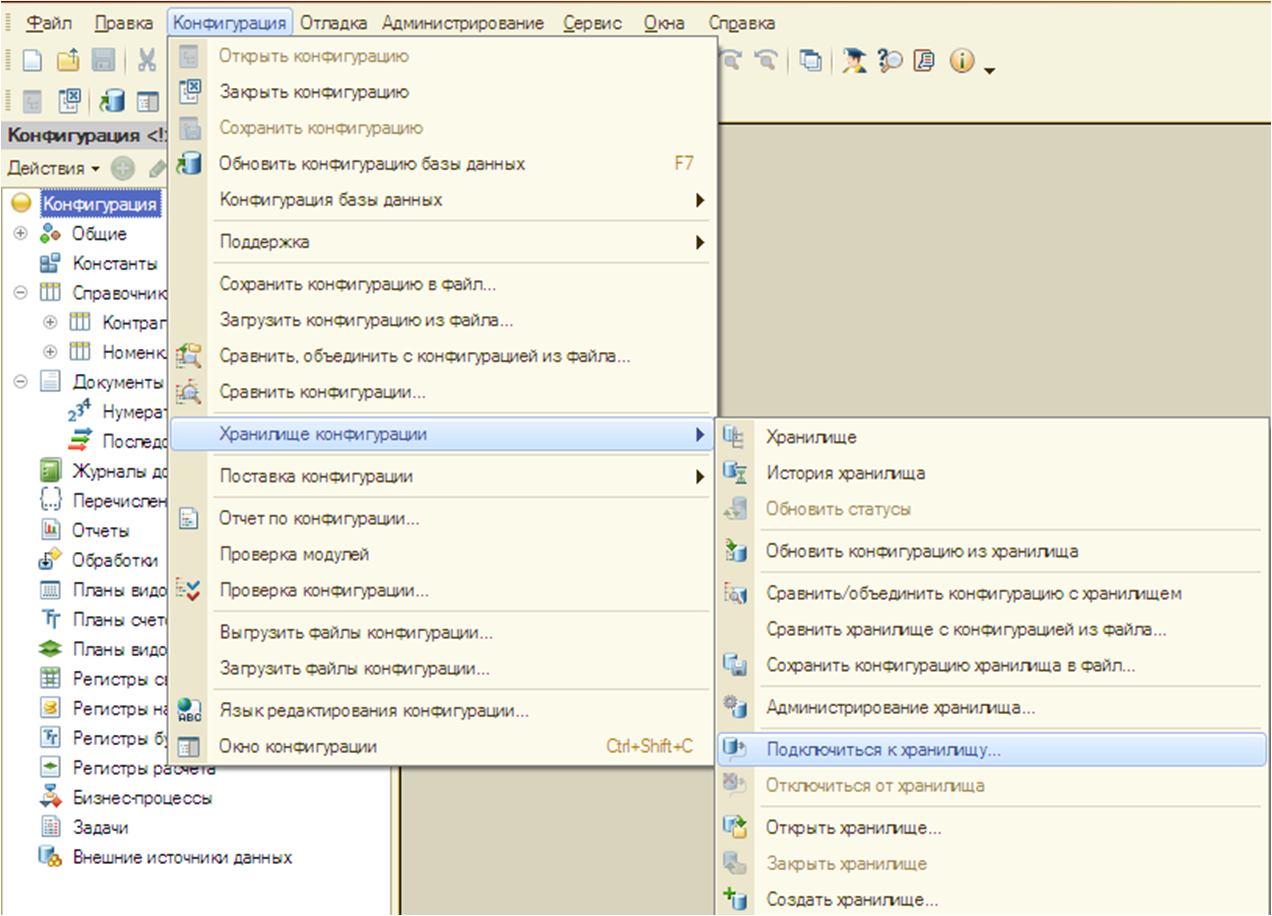 Файл Правка Конфигурация Отладка Администрирование Сервис Окна Справка
Конфигурация <!
Действия
Конфигурация
Общие
Константы
Справочник
Контраг
Номенк
Документы
Нумерат
Последо
Журналы до
Перечислен
Отчеты
Обработки
Планы видо
Планы счет
Планы видо
Регистры св
Регистры на
Регистры бу
Регистры расчета
Бизнес-процессы
Задачи
Внешние источники данных
Открыть конфигурацию
Закрыть конфигурацию
Сохранить конфигурацию
Обновить конфигурацию базы данных F7
Конфигурация базы данных
Поддержка
Сохранить конфигурацию в файл...
Загрузить конфигурацию из файла...
Сравнить, объединить с конфигурацией из файла...
Сравнить конфигурации...
Хранилище конфигурации
Поставка конфигурации
Отчет по конфигурации...
Проверка модулей
Проверка конфигурации...
Выгрузить файлы конфигурации...
Загрузить файлы конфигурации...
Язык редактирования конфигурации...
Окно конфигурации Ctrl+Shift+C
Хранилище
История хранилища
Обновить статусы
Обновить конфигурацию из хранилища
Сравнить/объединить конфигурацию с хранилищем
Сравнить хранилище с конфигурацией из файла...
Сохранить конфигурацию хранилища в файл...
Администрирование хранилища...
Подключиться к хранилищу...
Отключиться от хранилища
Открыть хранилище...
Закрыть хранилище
Создать хранилище...